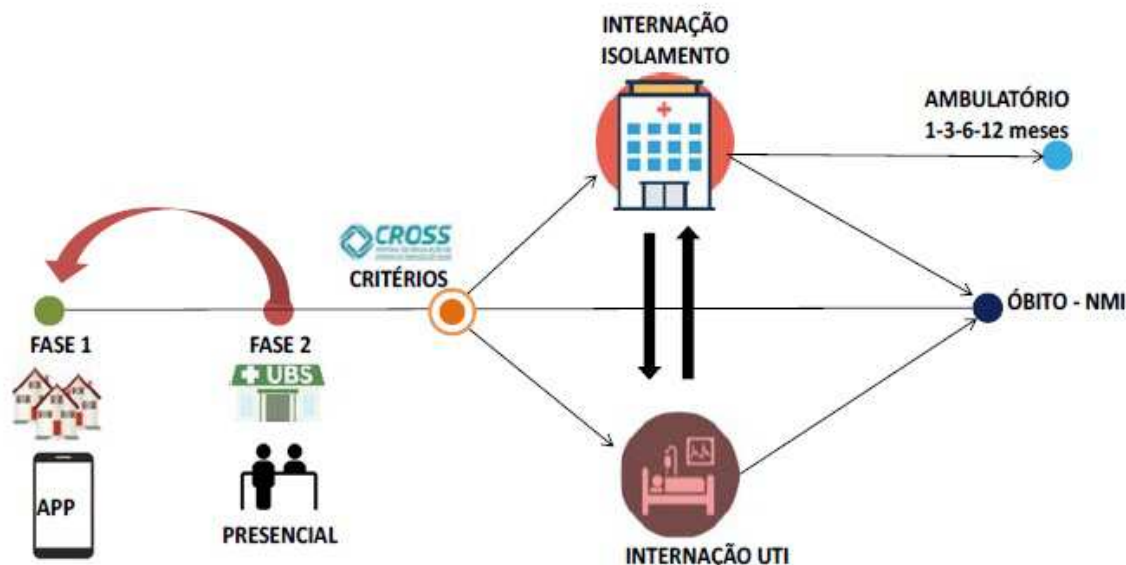 INTERNAÇÃO
ISOLAMENTO
AMBULATÓRIO
1-3-6-12 meses
CROSS
CRITÉRIOS
ÓBITO - NMI
FASE 1
FASE 2
UBS
APP
PRESENCIAL
INTERNAÇÃO UTI